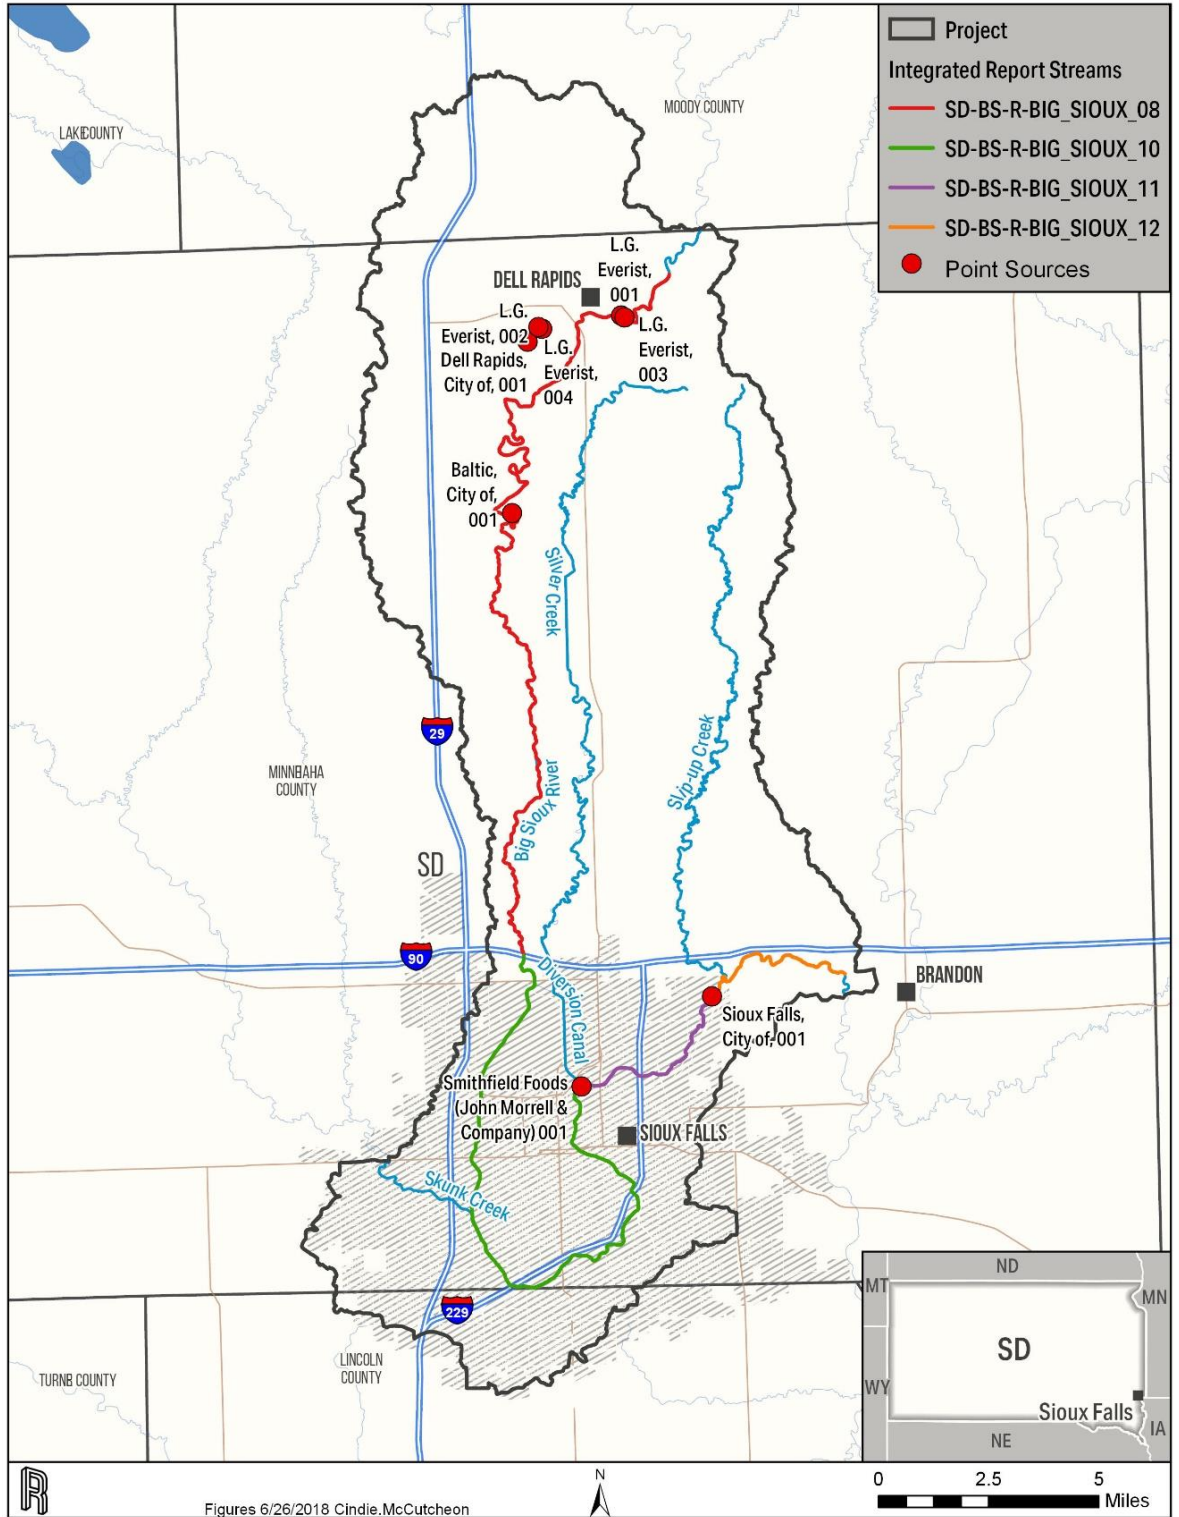 Project
Integrated Report Streams
SD-BS-R-BIG_SIOUX_08
SD-BS-R-BIG_SIOUX_10
SD-BS-R-BIG_SIOUX_11
SD-BS-R-BIG_SIOUX_12
Point Sources
MOODY COUNTY
LAKECOUNTY
L.G.
Everist,
001
DELL RAPIDS
L.G.
Everist, 002
Dell Rapids,
City of, 001
L.G.
Everist,
004
L.G.
Everist,
003
Baltic,
City of,
001
Silver Creek
29
Slip-up Creek
MINNEAHA
COUNTY
Big Sioux River
SD
90
Diversion Canal
BRANDON
Sioux Falls,
City of, 001
Smithfield Foods
(John Morrell &
Company) 001
SIOUX FALLS
Skunk Creek
229
LINCOLN
COUNTY
TURNE COUNTY
ND
MT
MN
SD
WY
Sioux Falls
IA
NE
R
Figures 6/26/2018 Cindie.McCutcheon
N
0 2.5 5
Miles